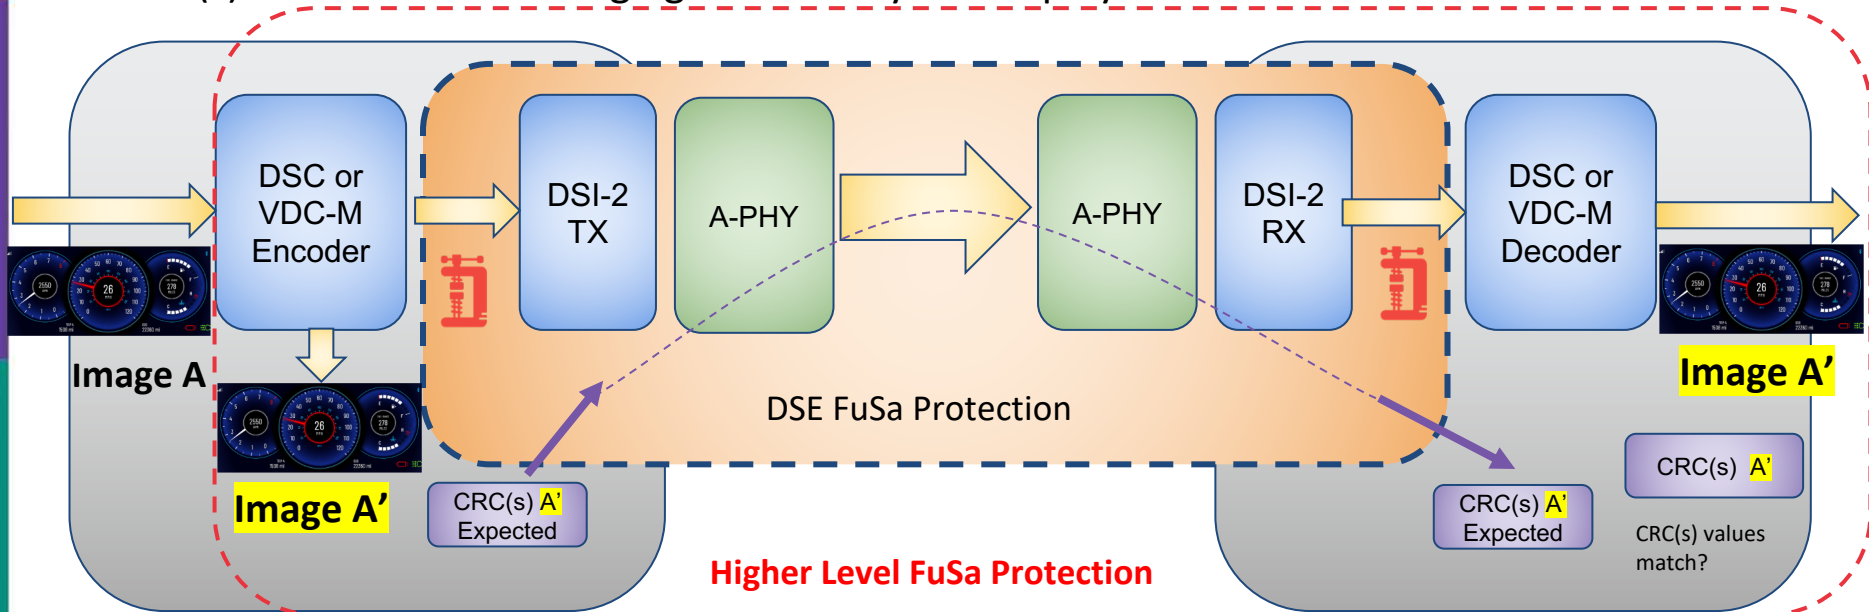 DSC or
VDC-M
Encoder
DSI-2
TX
A-PHY
A-PHY
DSI-2
RX
DSC or
VDC-M
Decoder
Image A
Image A’
Image A’
DSE FuSa Protection
CRC(s) A’
Expected
CRC(s) A’
Expected
CRC(s) A’
CRC(s) values
match?
Higher Level FuSa Protection